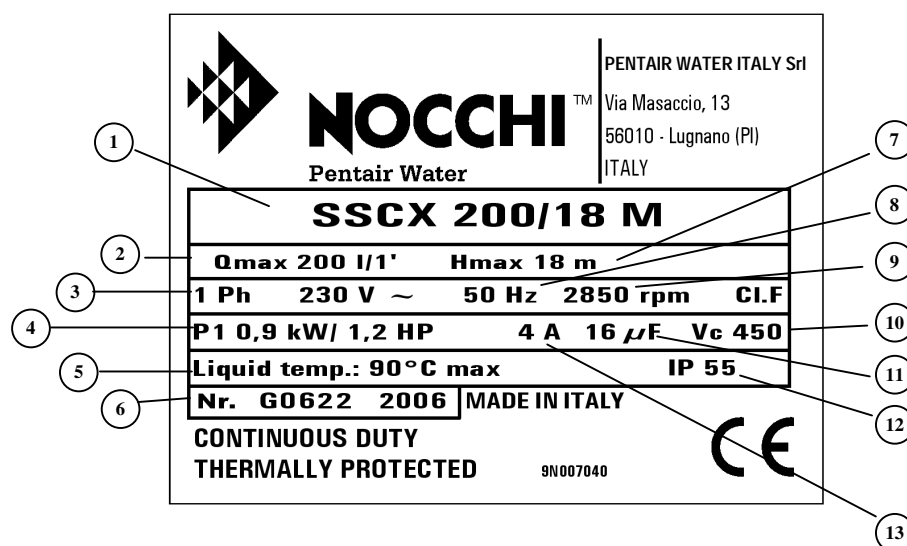 NOCCHI™
Pentair Water
PENTAIR WATER ITALY Srl
Via Masaccio, 13
56010 - Lugnano (PI)
ITALY
SSCX 200/18 M
Qmax 200 l/1' Hmax 18 m
1 Ph 230 V ~ 50 Hz 2850 rpm Cl.F
P1 0,9 kW/ 1,2 HP 4 A 16 µF Vc 450
Liquid temp.: 90°C max IP 55
Nr. G0622 2006 MADE IN ITALY
CONTINUOUS DUTY
THERMALLY PROTECTED 9N007040
CE
1
2
3
4
5
6
7
8
9
10
11
12
13